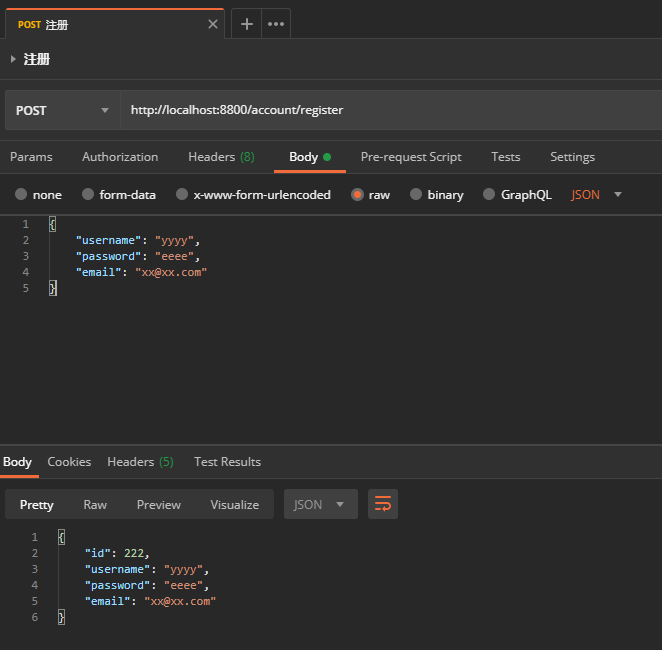 POST 注册
注册
POST http://localhost:8800/account/register
Params Authorization Headers (8) Body Pre-request Script Tests Settings
none form-data x-www-form-urlencoded raw binary GraphQL JSON
1 {
2 "username": "yyyy",
3 "password": "eeee",
4 "email": "xx@xx.com"
5 }
Body Cookies Headers (5) Test Results
Pretty Raw Preview Visualize JSON
1 {
2 "id": 222,
3 "username": "yyyy",
4 "password": "eeee",
5 "email": "xx@xx.com"
6 }